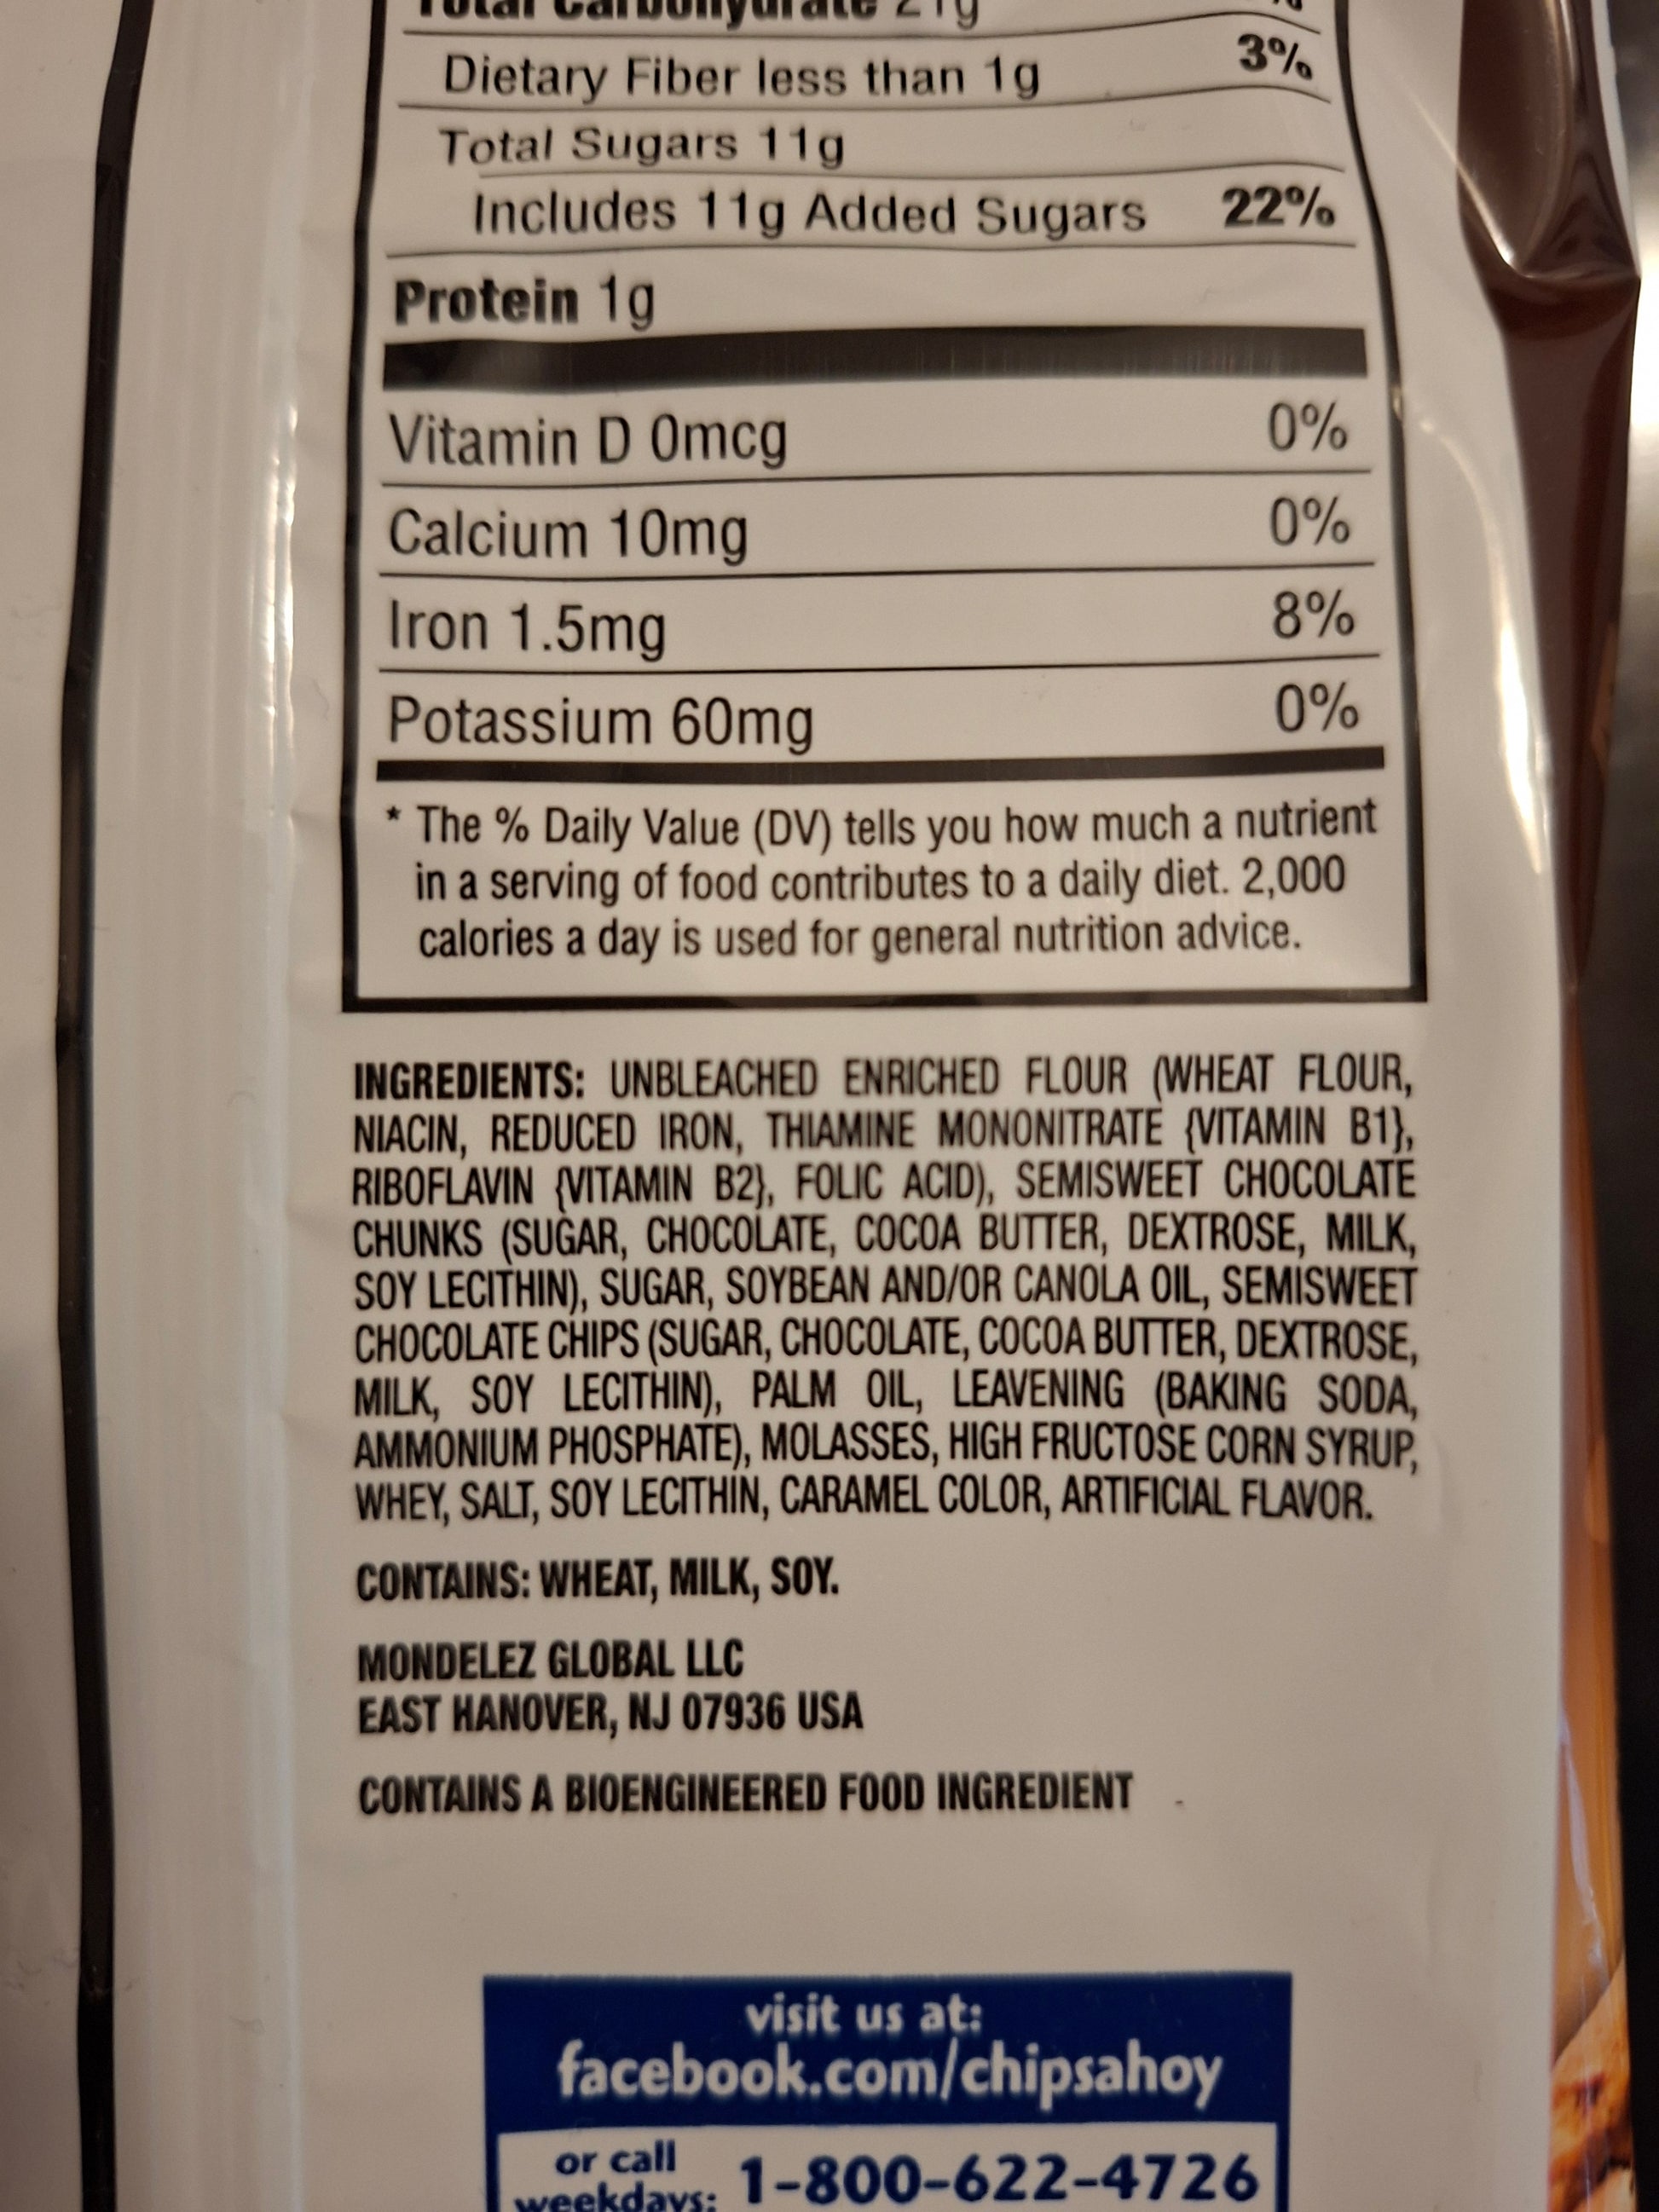 Total Carbohydrate 21g
Dietary Fiber less than 1g 3%
Total Sugars 11g
Includes 11g Added Sugars 22%
Protein 1g
Vitamin D 0mcg 0%
Calcium 10mg 0%
Iron 1.5mg 8%
Potassium 60mg 0%
* The % Daily Value (DV) tells you how much a nutrient
in a serving of food contributes to a daily diet. 2,000
calories a day is used for general nutrition advice.
INGREDIENTS: UNBLEACHED ENRICHED FLOUR (WHEAT FLOUR,
NIACIN, REDUCED IRON, THIAMINE MONONITRATE {VITAMIN B1},
RIBOFLAVIN {VITAMIN B2}, FOLIC ACID), SEMISWEET CHOCOLATE
CHUNKS (SUGAR, CHOCOLATE, COCOA BUTTER, DEXTROSE, MILK,
SOY LECITHIN), SUGAR, SOYBEAN AND/OR CANOLA OIL, SEMISWEET
CHOCOLATE CHIPS (SUGAR, CHOCOLATE, COCOA BUTTER, DEXTROSE,
MILK, SOY LECITHIN), PALM OIL, LEAVENING (BAKING SODA,
AMMONIUM PHOSPHATE), MOLASSES, HIGH FRUCTOSE CORN SYRUP,
WHEY, SALT, SOY LECITHIN, CARAMEL COLOR, ARTIFICIAL FLAVOR.
CONTAINS: WHEAT, MILK, SOY.
MONDELEZ GLOBAL LLC
EAST HANOVER, NJ 07936 USA
CONTAINS A BIOENGINEERED FOOD INGREDIENT
visit us at:
facebook.com/chipsahoy
or call
weekdays: 1-800-622-4726